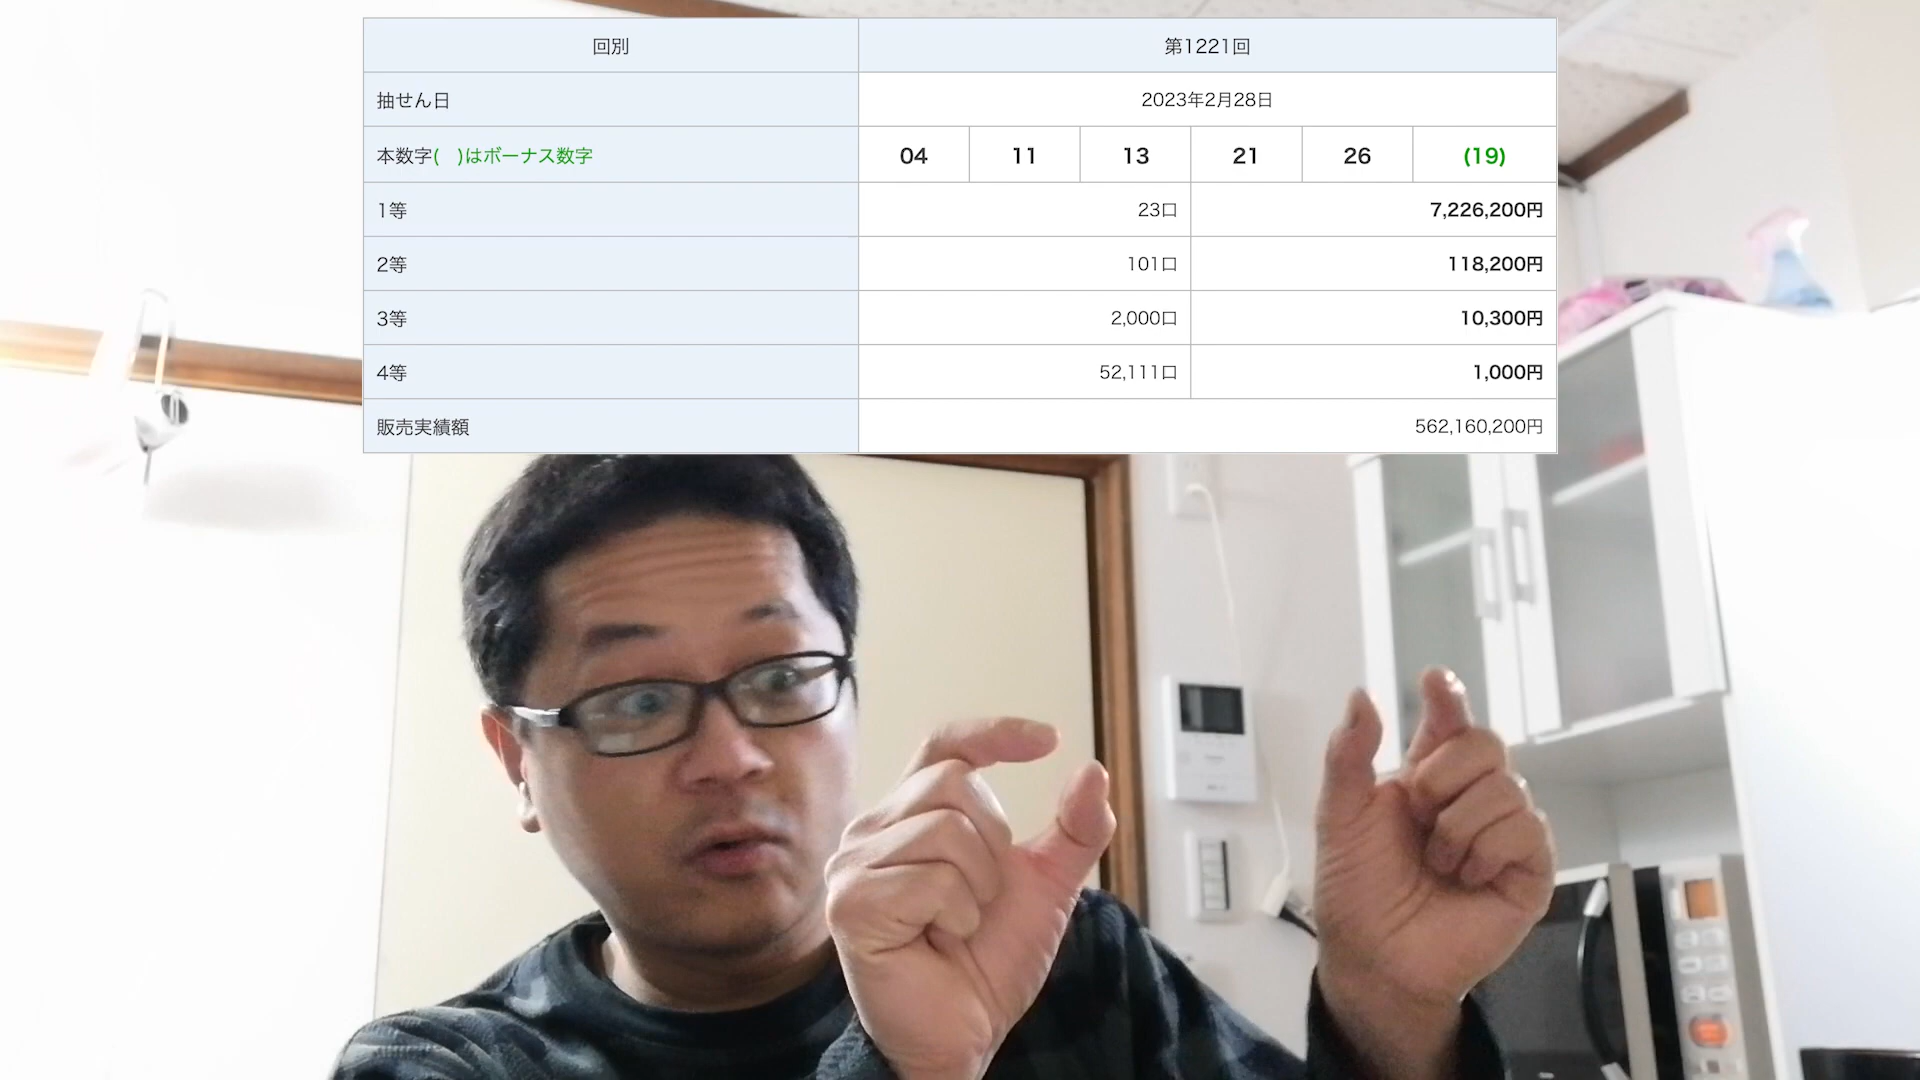 回別 第1221回
抽せん日 2023年2月28日
本数字(　)はボーナス数字 04 11 13 21 26 (19)
1等 23口 7,226,200円
2等 101口 118,200円
3等 2,000口 10,300円
4等 52,111口 1,000円
販売実績額 562,160,200円